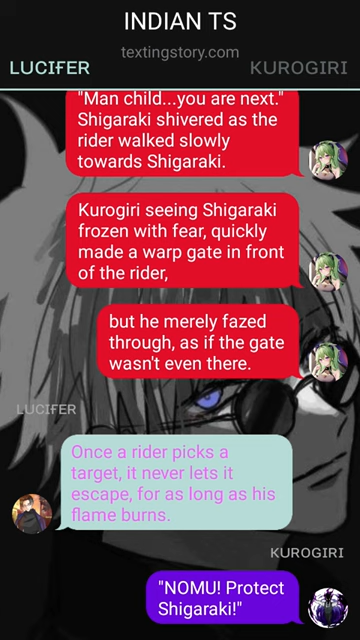 INDIAN TS
textingstory.com
LUCIFER KUROGIRI
"Man child...you are next."
Shigaraki shivered as the
rider walked slowly
towards Shigaraki.
Kurogiri seeing Shigaraki
frozen with fear, quickly
made a warp gate in front
of the rider,
but he merely fazed
through, as if the gate
wasn't even there.
LUCIFER
Once a rider picks a
target, it never lets it
escape, for as long as his
flame burns.
KUROGIRI
"NOMU! Protect
Shigaraki!"